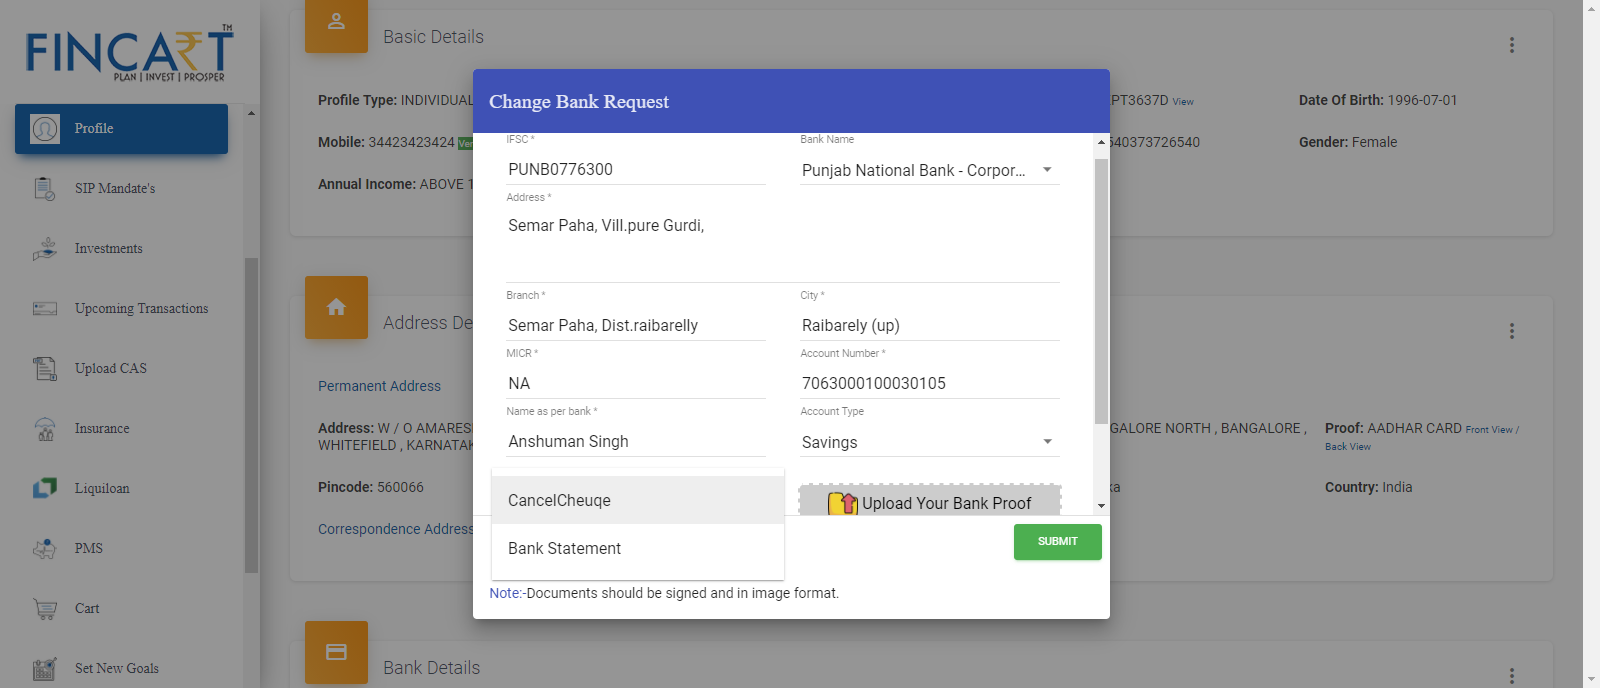 FINCART TM
PLAN | INVEST | PROSPER
Profile
SIP Mandate's
Investments
Upcoming Transactions
Upload CAS
Insurance
Liquiloan
PMS
Cart
Set New Goals
Basic Details
Profile Type: INDIVIDUAL
PT3637D View
Date Of Birth: 1996-07-01
Mobile: 34423423424 Ver
540373726540
Gender: Female
Annual Income: ABOVE 1
Address De
Permanent Address
Address: W / O AMARES
GALORE NORTH , BANGALORE ,
WHITEFIELD , KARNATAK
Proof: AADHAR CARD Front View /
Back View
Pincode: 560066
ka
Country: India
Correspondence Address
Bank Details
Change Bank Request
IFSC *
PUNB0776300
Bank Name
Punjab National Bank - Corpor...
Address *
Semar Paha, Vill.pure Gurdi,
Branch *
Semar Paha, Dist.raibarelly
City *
Raibarely (up)
MICR *
NA
Account Number *
7063000100030105
Name as per bank *
Anshuman Singh
Account Type
Savings
CancelCheuqe
Bank Statement
Upload Your Bank Proof
SUBMIT
Note:-Documents should be signed and in image format.